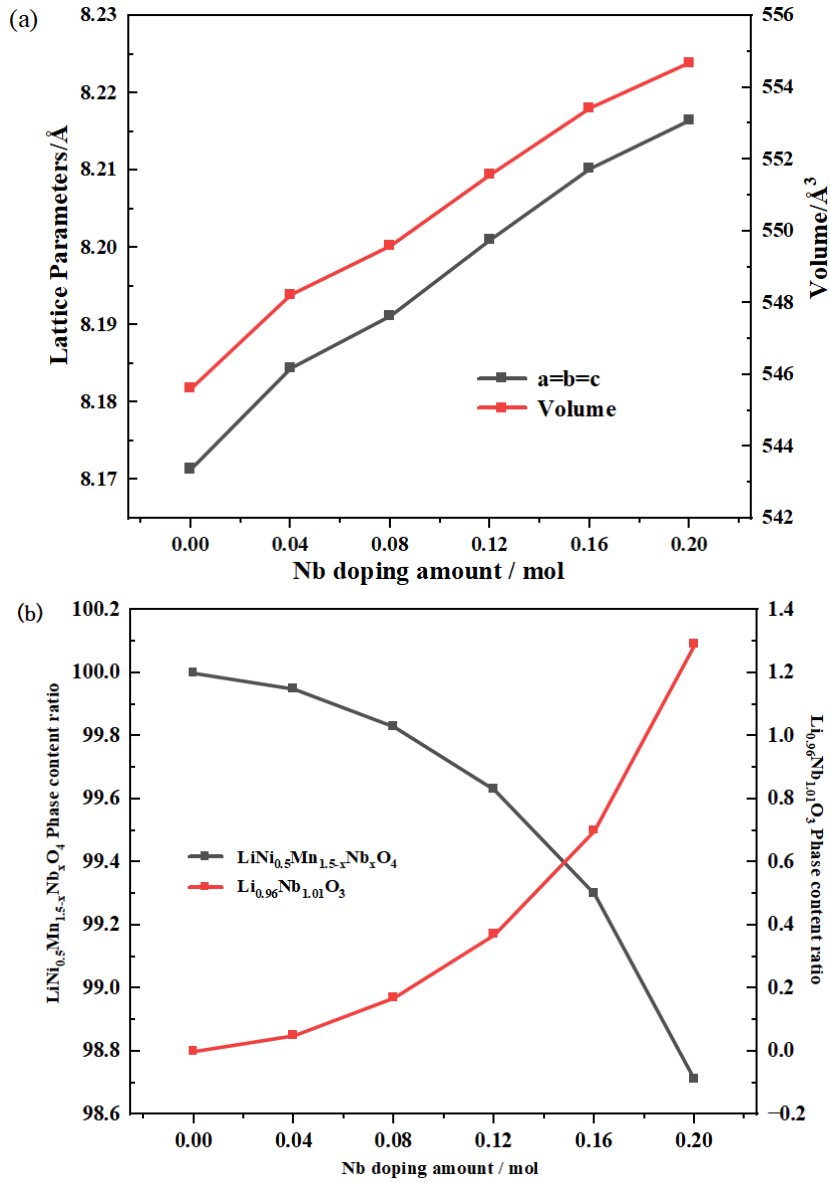 (a)
8.23
8.22
8.21
8.20
8.19
8.18
8.17
Lattice Parameters/Å
556
554
552
550
548
546
544
542
Volume/Å³
a=b=c
Volume
0.00 0.04 0.08 0.12 0.16 0.20
Nb doping amount / mol
(b)
100.2
100.0
99.8
99.6
99.4
99.2
99.0
98.8
98.6
LiNi₀.₅Mn₁.₅₋ₓNbₓO₄ Phase content ratio
1.4
1.2
1.0
0.8
0.6
0.4
0.2
0.0
−0.2
Li₀.₉₆Nb₁.₀₁O₃ Phase content ratio
LiNi₀.₅Mn₁.₅₋ₓNbₓO₄
Li₀.₉₆Nb₁.₀₁O₃
0.00 0.04 0.08 0.12 0.16 0.20
Nb doping amount / mol